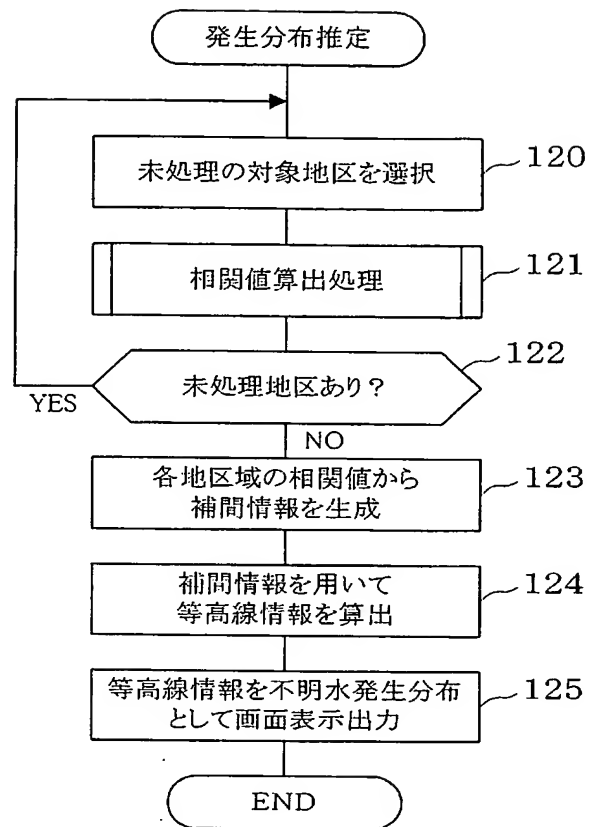 発生分布推定
未処理の対象地区を選択
120
相関値算出処理
121
未処理地区あり?
122
YES
NO
各地区域の相関値から
補間情報を生成
123
補間情報を用いて
等高線情報を算出
124
等高線情報を不明水発生分布
として画面表示出力
125
END